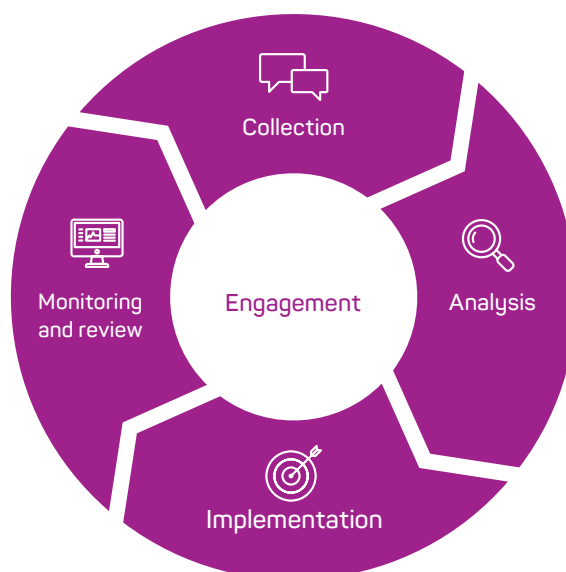 Collection
Engagement
Analysis
Monitoring
and review
Implementation